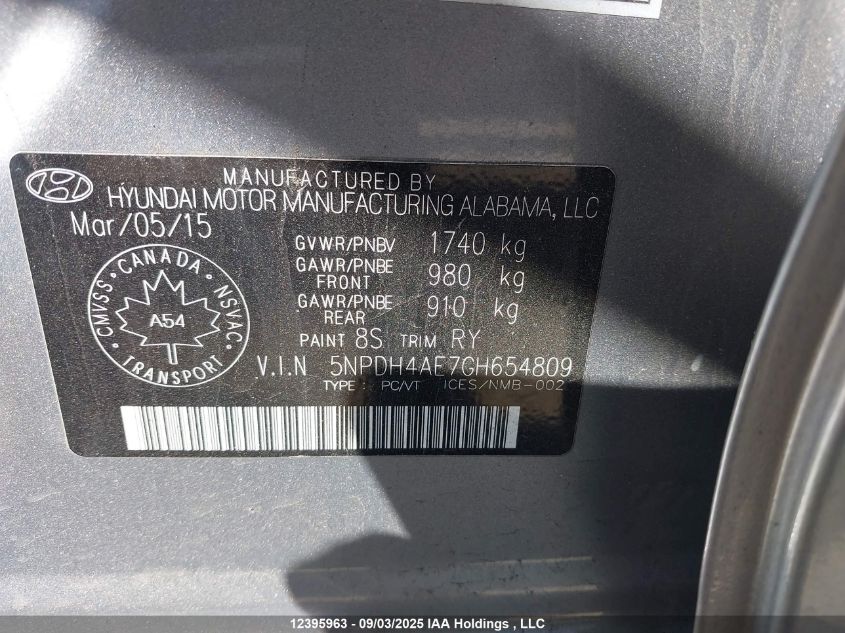 MANUFACTURED BY
HYUNDAI MOTOR MANUFACTURING ALABAMA, LLC
Mar/05/15
GVWR/PNBV 1740 kg
GAWR/PNBE FRONT 980 kg
GAWR/PNBE REAR 910 kg
PAINT 8S TRIM RY
V.I.N 5NPDH4AE7GH654809
TYPE : PC/VT ICES/NMB-002
CANADA
CMVSS · NSVAC
A54
TRANSPORT
12395963 - 09/03/2025 IAA Holdings , LLC